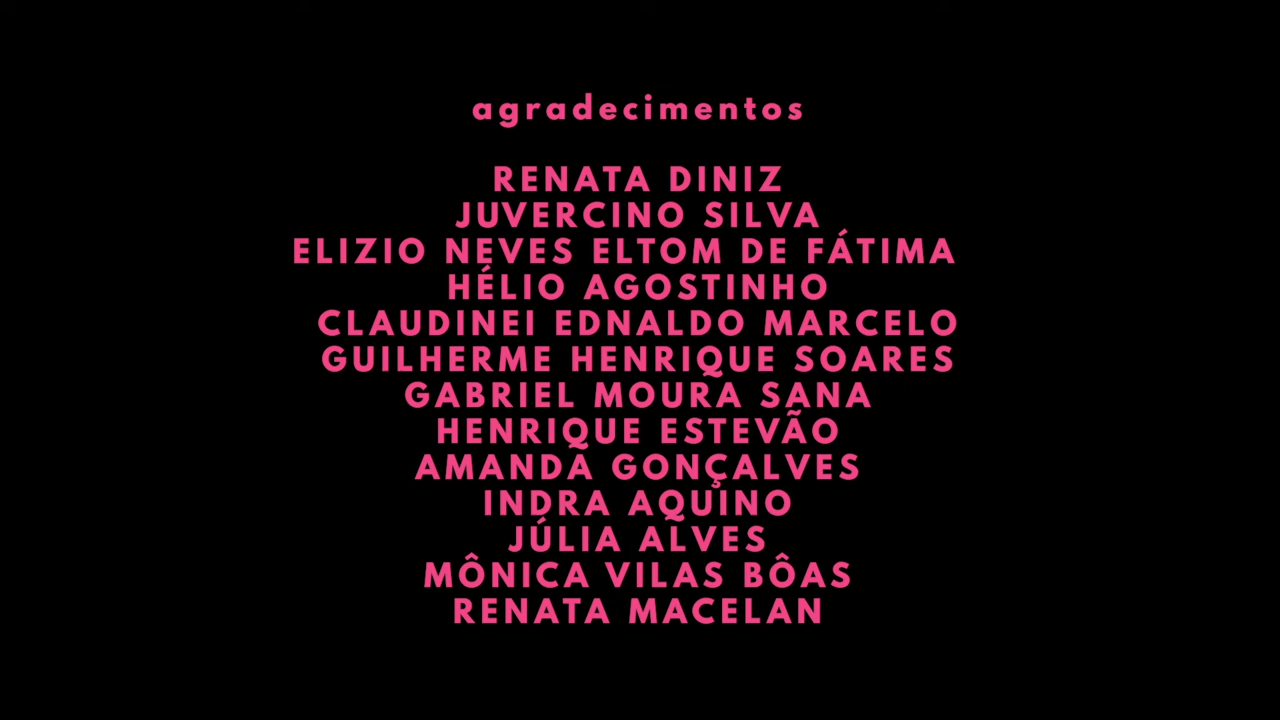 agradecimentos
RENATA DINIZ
JUVERCINO SILVA
ELIZIO NEVES ELTOM DE FÁTIMA
HÉLIO AGOSTINHO
CLAUDINEI EDNALDO MARCELO
GUILHERME HENRIQUE SOARES
GABRIEL MOURA SANA
HENRIQUE ESTEVÃO
AMANDA GONÇALVES
INDRA AQUINO
JÚLIA ALVES
MÔNICA VILAS BÔAS
RENATA MACELAN